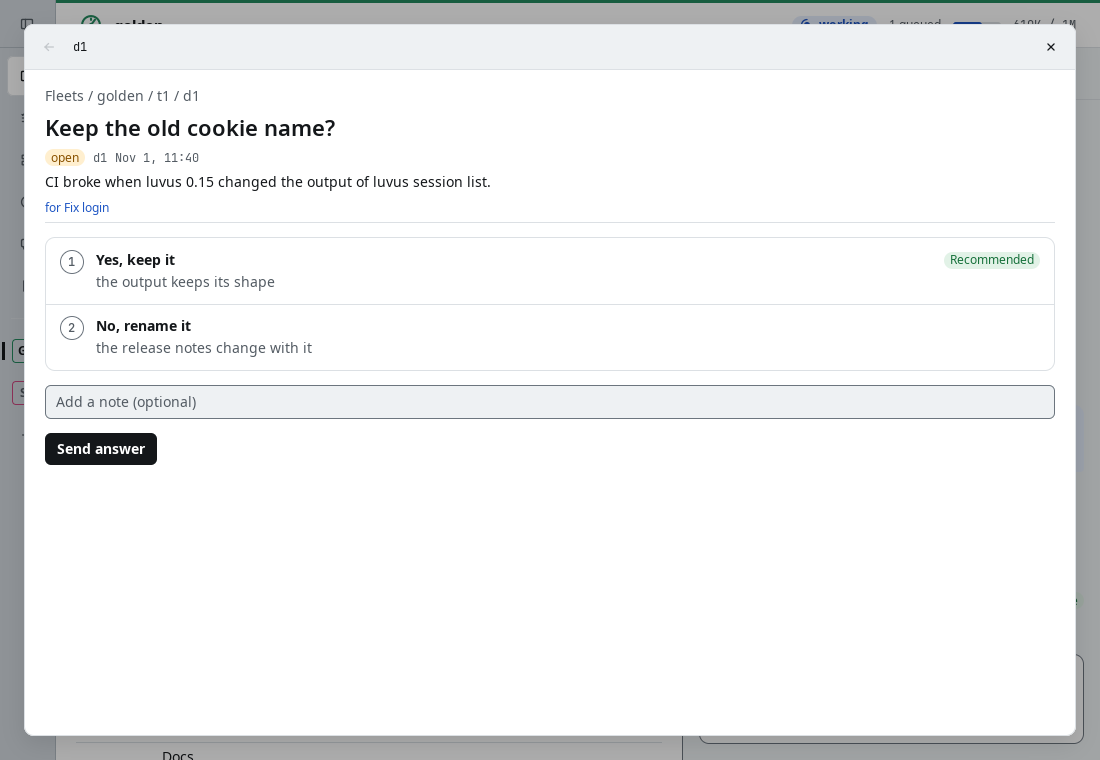 d1
Fleets / golden / t1 / d1
Keep the old cookie name?
open d1 Nov 1, 11:40
CI broke when luvus 0.15 changed the output of luvus session list.
for Fix login
1 Yes, keep it Recommended
the output keeps its shape
2 No, rename it
the release notes change with it
Add a note (optional)
Send answer
Docs